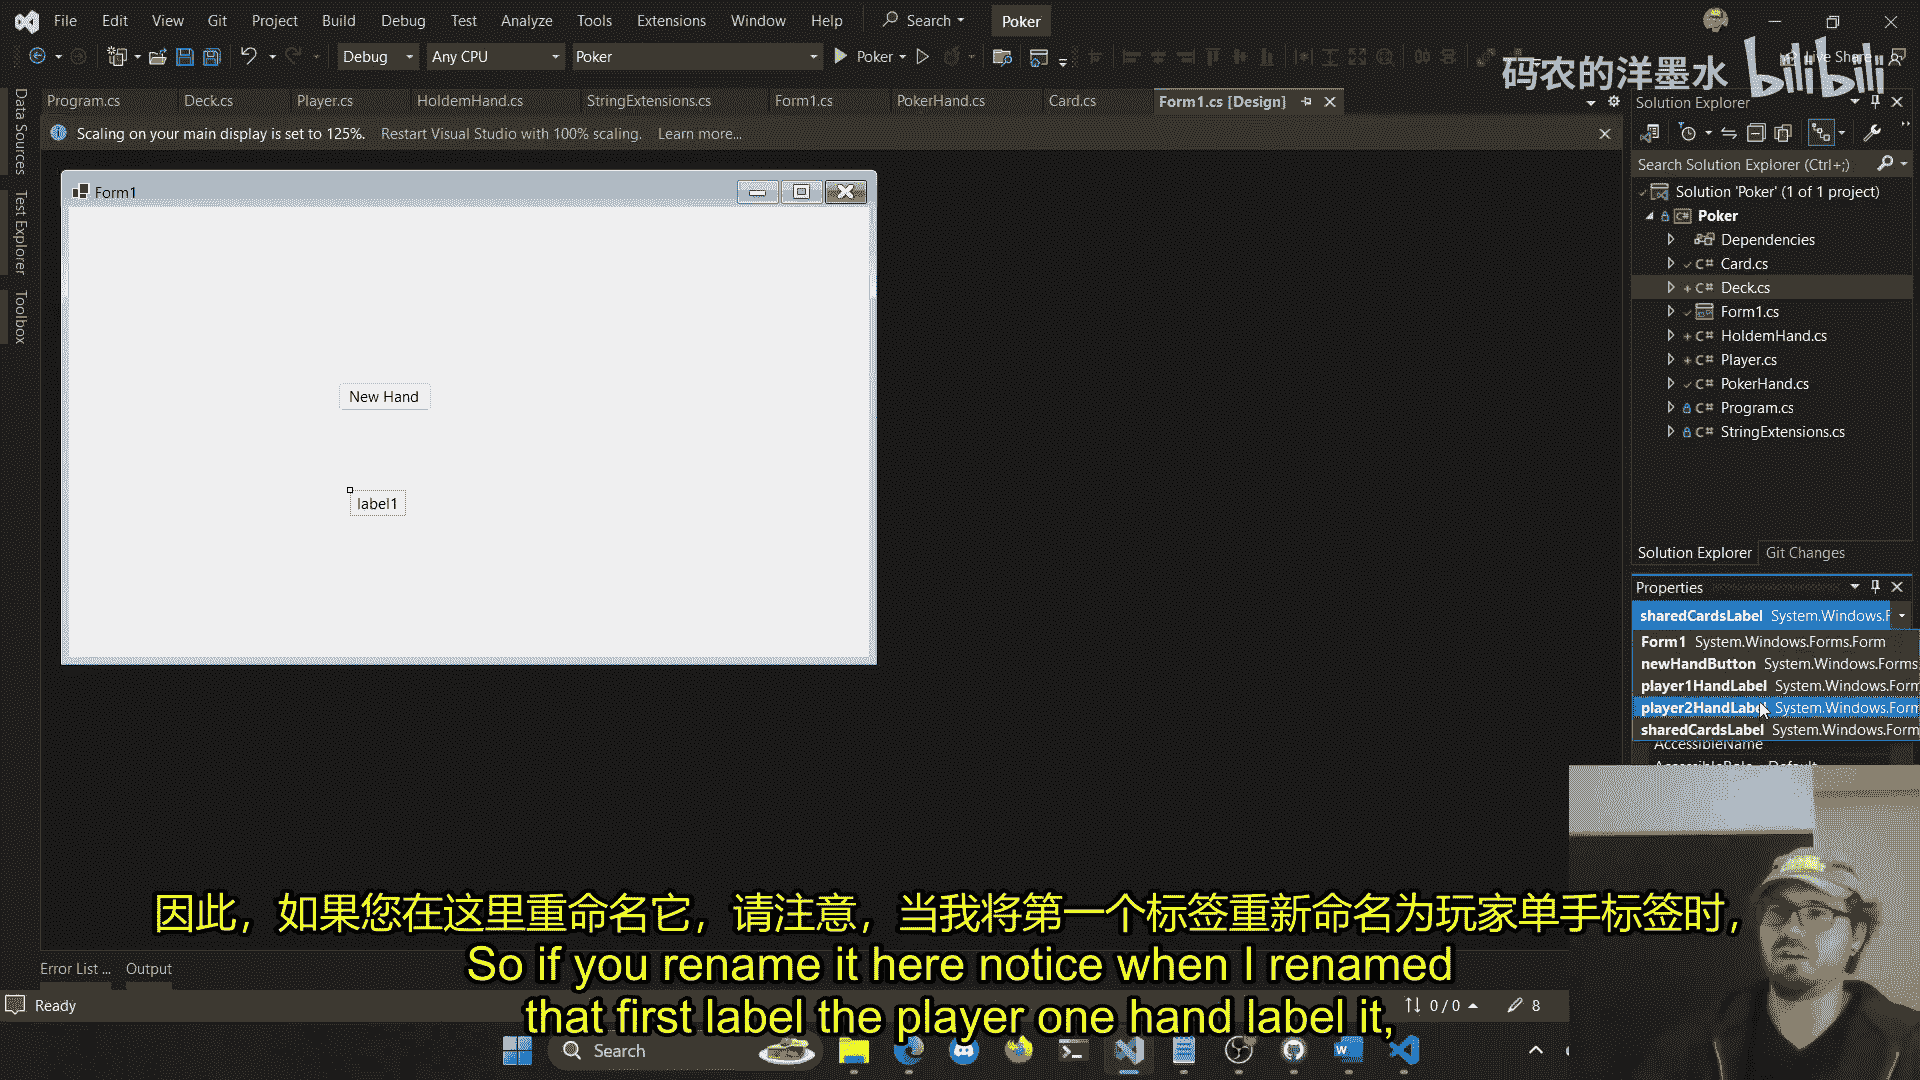 File Edit View Git Project Build Debug Test Analyze Tools Extensions Window Help Search Poker
Debug Any CPU Poker Poker Live Share
码农的洋墨水 bilibili
Program.cs Deck.cs Player.cs HoldemHand.cs StringExtensions.cs Form1.cs PokerHand.cs Card.cs Form1.cs [Design]
Scaling on your main display is set to 125%. Restart Visual Studio with 100% scaling. Learn more...
Data Sources
Test Explorer
Toolbox
Form1
New Hand
label1
Solution Explorer
Search Solution Explorer (Ctrl+;)
Solution 'Poker' (1 of 1 project)
Poker
Dependencies
Card.cs
Deck.cs
Form1.cs
HoldemHand.cs
Player.cs
PokerHand.cs
Program.cs
StringExtensions.cs
Solution Explorer Git Changes
Properties
sharedCardsLabel System.Windows.F
Form1 System.Windows.Forms.Form
newHandButton System.Windows.Forms
player1HandLabel System.Windows.Form
player2HandLabel System.Windows.Form
sharedCardsLabel System.Windows.Form
AccessibleName
因此，如果您在这里重命名它，请注意，当我将第一个标签重新命名为玩家单手标签时，
So if you rename it here notice when I renamed
that first label the player one hand label it,
Error List ... Output
Ready
0 / 0 8
Search